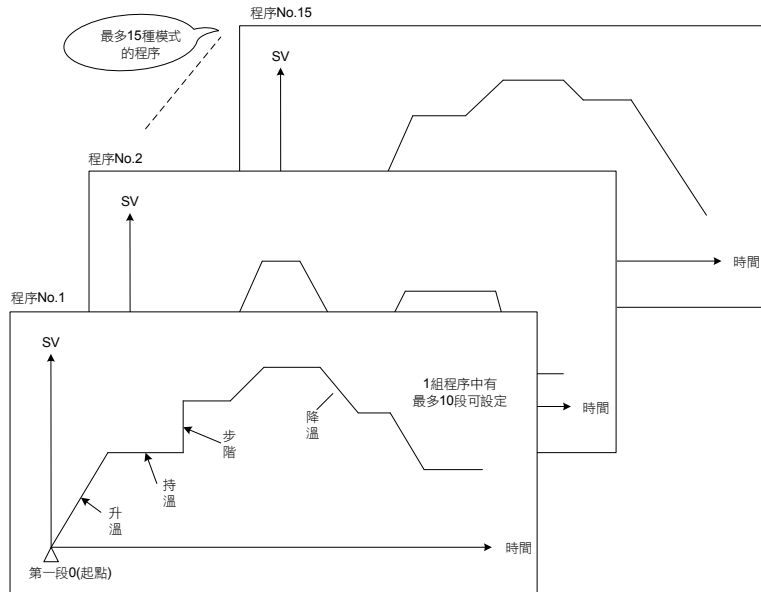 程序No.15
最多15種模式
的程序
SV
時間
程序No.2
SV
時間
程序No.1
SV
1組程序中有
最多10段可設定
降
溫
步
階
持
溫
升
溫
時間
第一段0(起點)